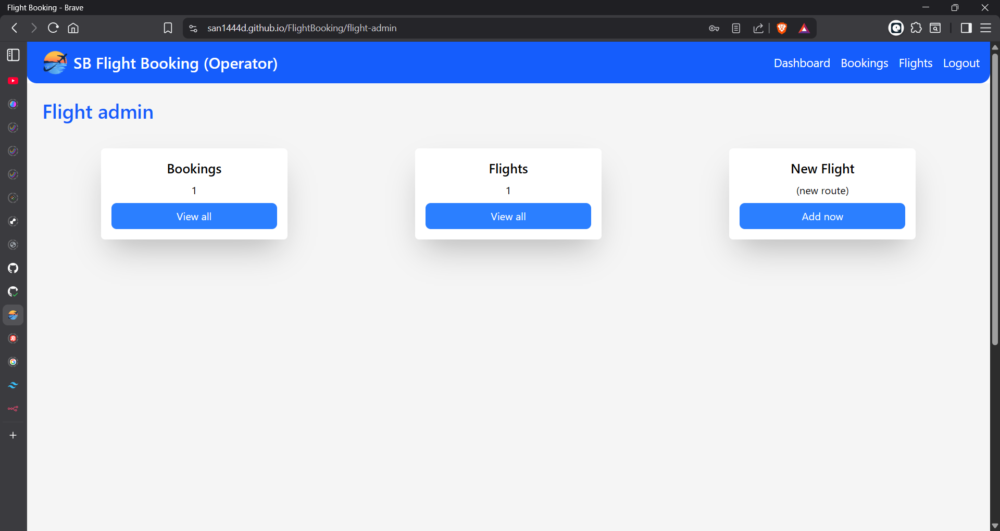 Flight Booking - Brave
san1444d.github.io/FlightBooking/flight-admin
SB Flight Booking (Operator)
Dashboard
Bookings
Flights
Logout
Flight admin
Bookings
1
View all
Flights
1
View all
New Flight
(new route)
Add now